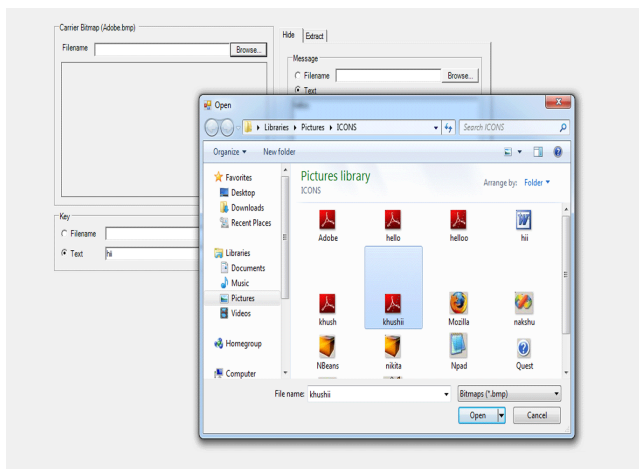 Carrier Bitmap (Adobe.bmp)
Filename
Browse...
Hide
Extract
Message
Filename
Browse...
Text
Key
Filename
Text
hii
Open
Libraries
Pictures
ICONS
Search ICONS
Organize
New folder
Favorites
Desktop
Downloads
Recent Places
Libraries
Documents
Music
Pictures
Videos
Homegroup
Computer
Pictures library
ICONS
Arrange by: Folder
Adobe
hello
helloo
hii
khush
khushii
Mozilla
nakshu
NBeans
nikita
Npad
Quest
File name: khushii
Bitmaps (*.bmp)
Open
Cancel